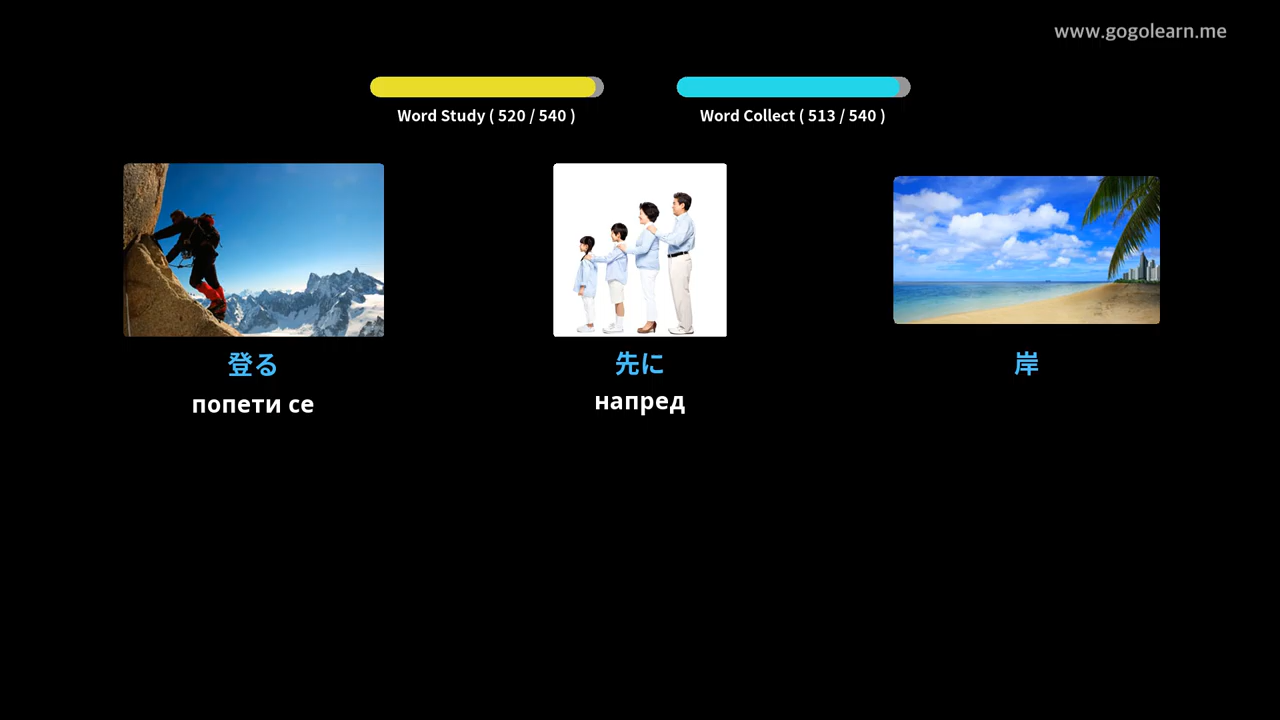 www.gogolearn.me
Word Study ( 520 / 540 )
Word Collect ( 513 / 540 )
登る
先に
岸
попети се
напред